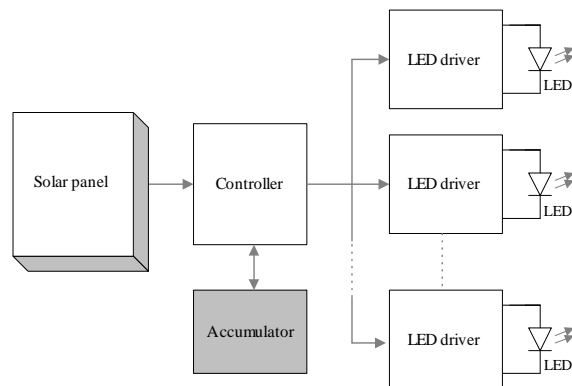 LED driver
LED
Solar panel
Controller
LED driver
LED
Accumulator
LED driver
LED